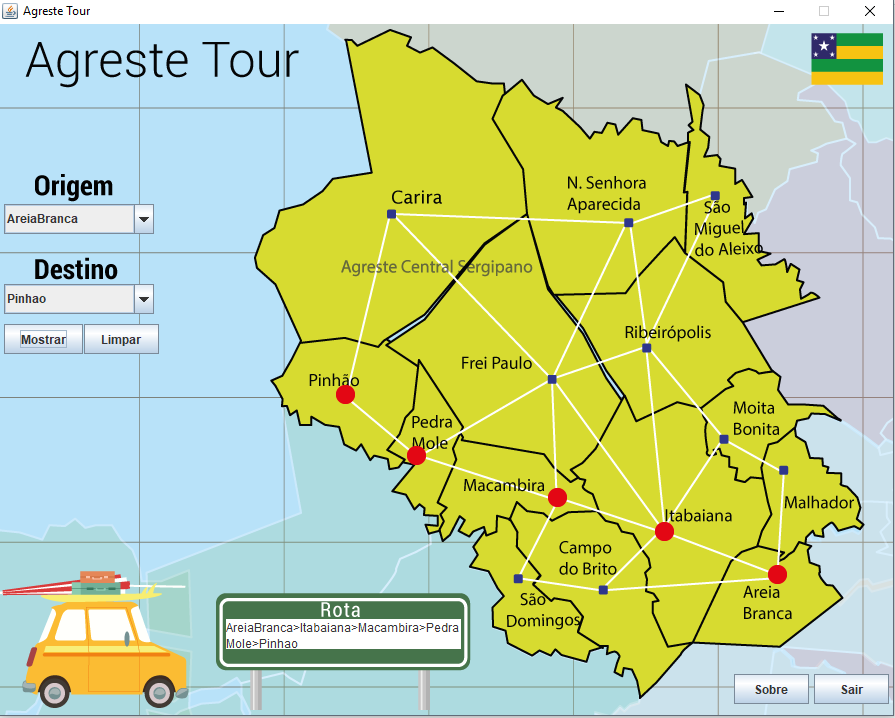 Agreste Tour
Agreste Tour
Origem
AreiaBranca
Destino
Pinhao
Mostrar
Limpar
Carira
N. Senhora
Aparecida
São
Miguel
do Aleixo
Agreste Central Sergipano
Ribeirópolis
Frei Paulo
Pinhão
Pedra
Mole
Moita
Bonita
Macambira
Malhador
Itabaiana
Campo
do Brito
São
Domingos
Areia
Branca
Rota
AreiaBranca>Itabaiana>Macambira>Pedra
Mole>Pinhao
Sobre
Sair